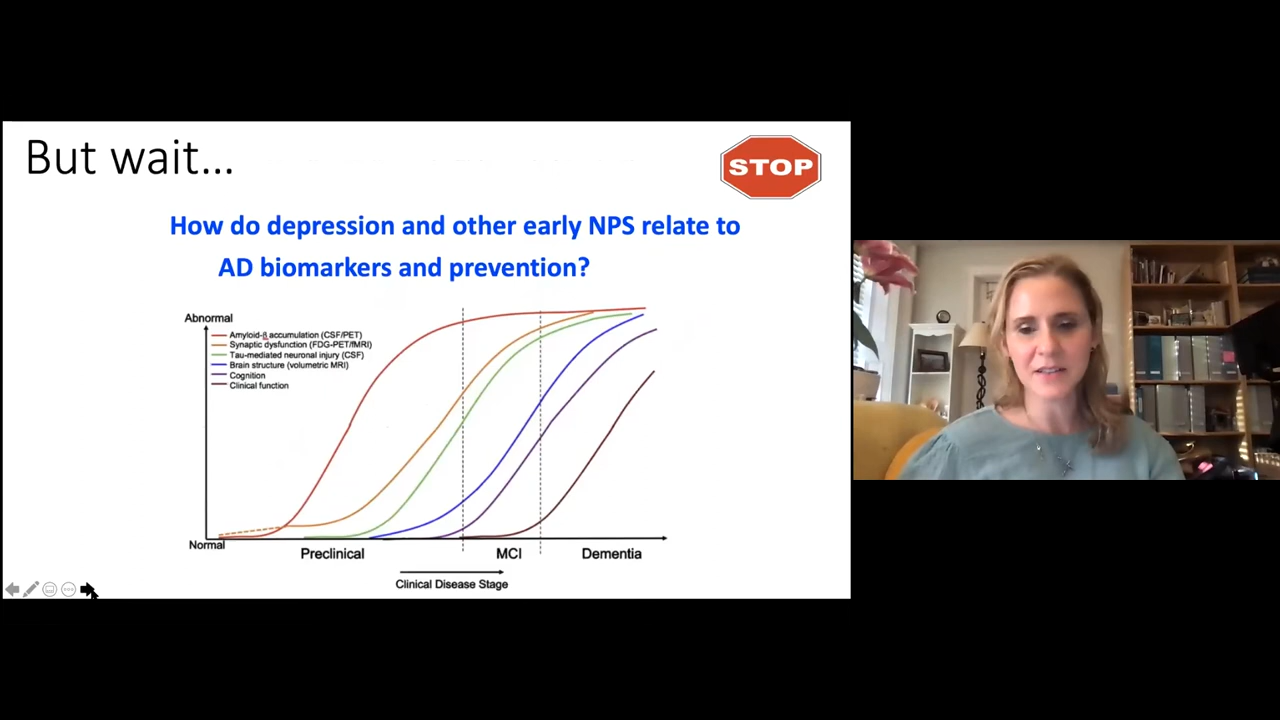 But wait...
STOP
How do depression and other early NPS relate to
AD biomarkers and prevention?
Abnormal
Amyloid-β accumulation (CSF/PET)
Synaptic dysfunction (FDG-PET/fMRI)
Tau-mediated neuronal injury (CSF)
Brain structure (volumetric MRI)
Cognition
Clinical function
Normal
Preclinical
MCI
Dementia
Clinical Disease Stage